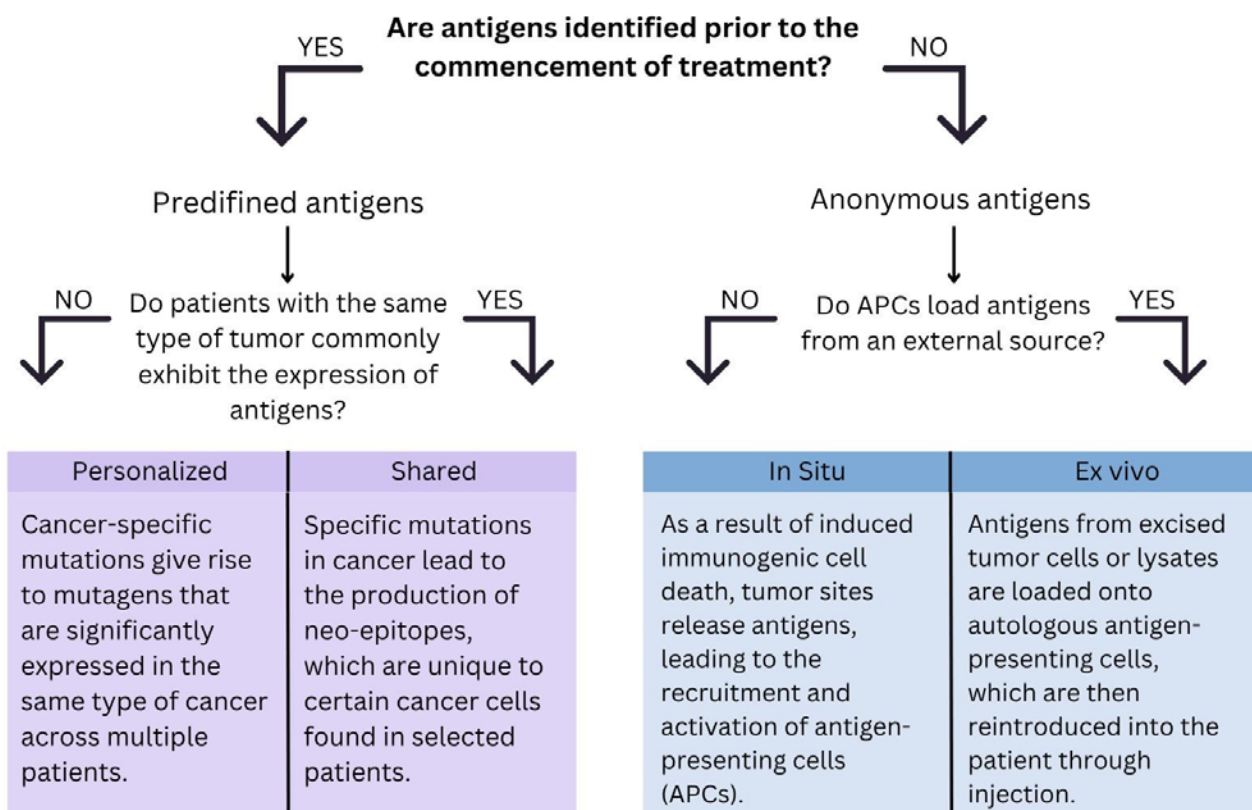 Are antigens identified prior to the
commencement of treatment?
YES
NO
Predifined antigens
Anonymous antigens
NO
Do patients with the same
type of tumor commonly
exhibit the expression of
antigens?
YES
NO
Do APCs load antigens
from an external source?
YES
Personalized
Cancer-specific
mutations give rise
to mutagens that
are significantly
expressed in the
same type of cancer
across multiple
patients.
Shared
Specific mutations
in cancer lead to
the production of
neo-epitopes,
which are unique to
certain cancer cells
found in selected
patients.
In Situ
As a result of induced
immunogenic cell
death, tumor sites
release antigens,
leading to the
recruitment and
activation of antigen-
presenting cells
(APCs).
Ex vivo
Antigens from excised
tumor cells or lysates
are loaded onto
autologous antigen-
presenting cells,
which are then
reintroduced into the
patient through
injection.